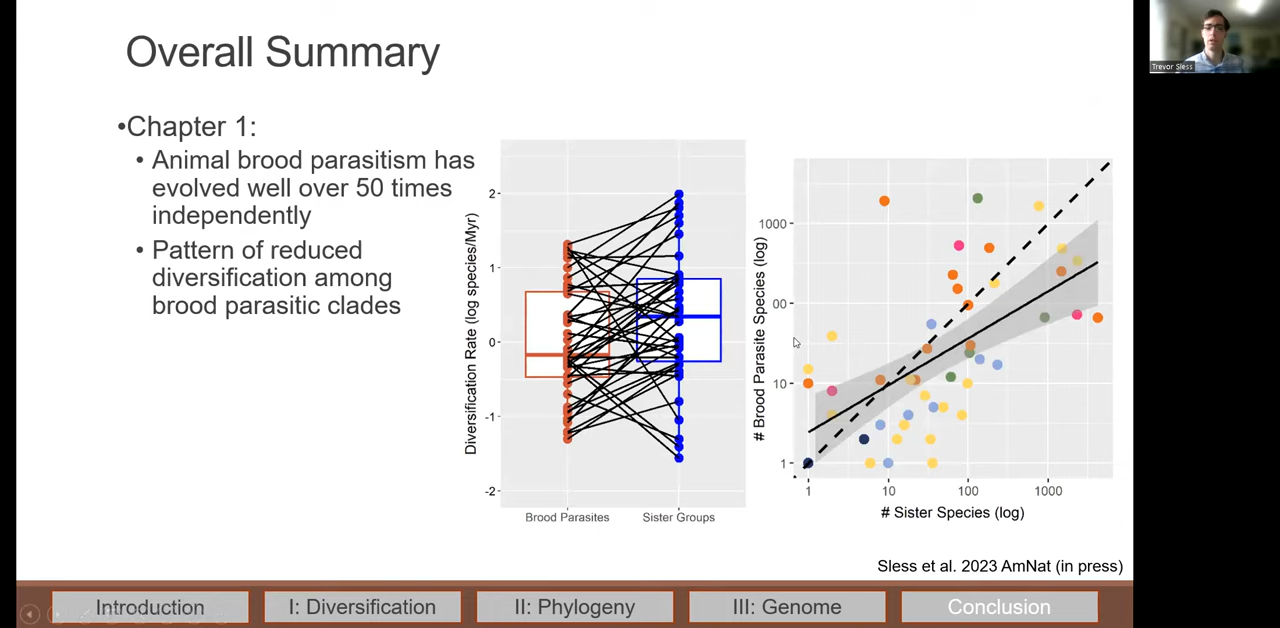 Overall Summary
•Chapter 1:
• Animal brood parasitism has
evolved well over 50 times
independently
• Pattern of reduced
diversification among
brood parasitic clades
Diversification Rate (log species/Myr)
2
1
0
-1
-2
Brood Parasites
Sister Groups
# Brood Parasite Species (log)
1000
00
10
1
1
10
100
1000
# Sister Species (log)
Sless et al. 2023 AmNat (in press)
Introduction
I: Diversification
II: Phylogeny
III: Genome
Conclusion
Trevor Sless